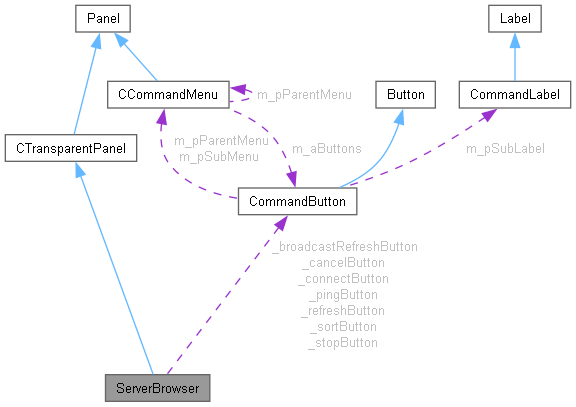 Panel
Label
CCommandMenu
m_pParentMenu
Button
CommandLabel
CTransparentPanel
m_pParentMenu
m_pSubMenu
m_aButtons
m_pSubLabel
CommandButton
_broadcastRefreshButton
_cancelButton
_connectButton
_pingButton
_refreshButton
_sortButton
_stopButton
ServerBrowser